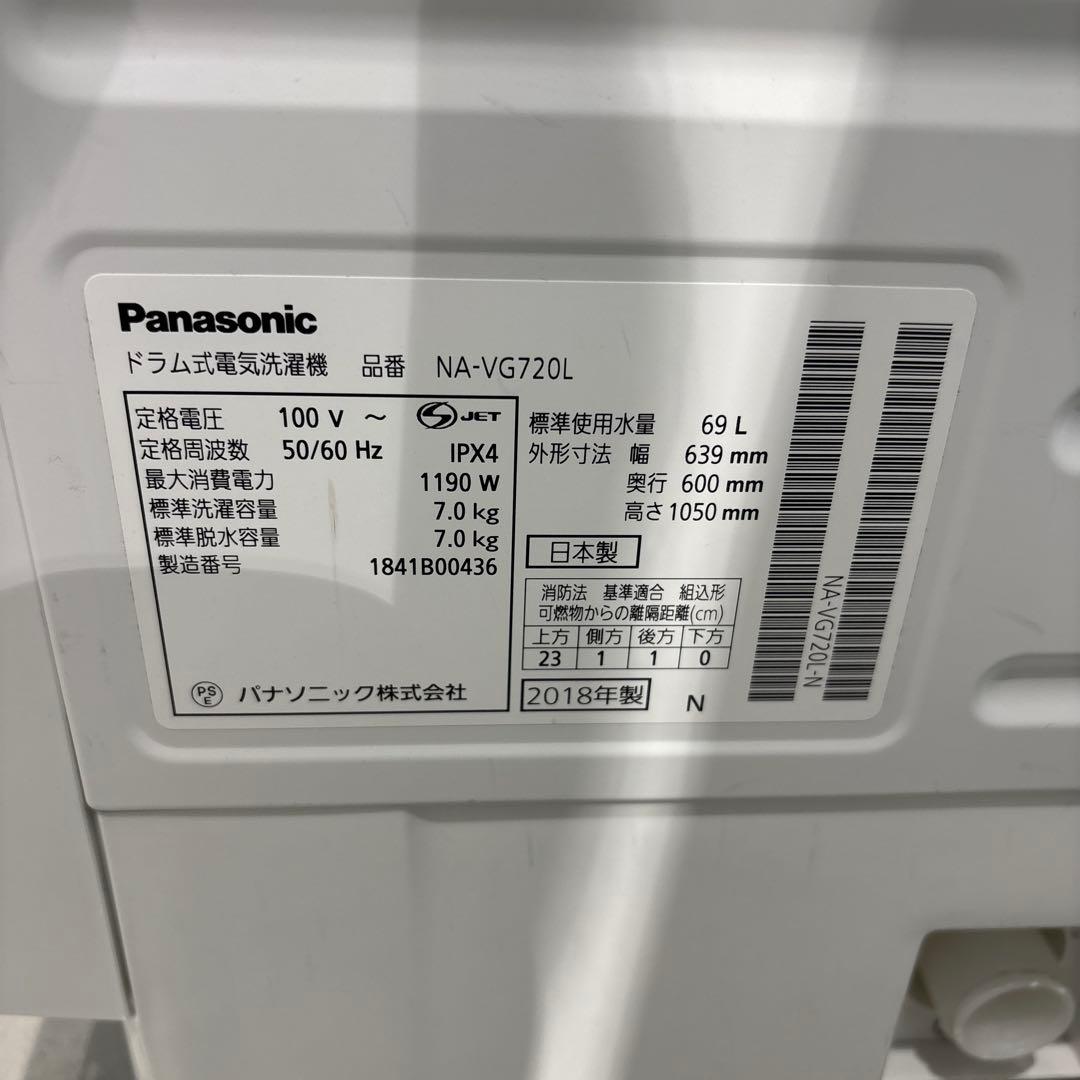 Panasonic
ドラム式電気洗濯機 品番 NA-VG720L
定格電圧 100 V ～ S JET
定格周波数 50/60 Hz IPX4
最大消費電力 1190 W
標準洗濯容量 7.0 kg
標準脱水容量 7.0 kg
製造番号 1841B00436
PS E パナソニック株式会社
標準使用水量 69 L
外形寸法 幅 639 mm
奥行 600 mm
高さ 1050 mm
日本製
消防法 基準適合 組込形
可燃物からの離隔距離(cm)
上方 側方 後方 下方
23 1 1 0
2018年製 N
NA-VG720L-N